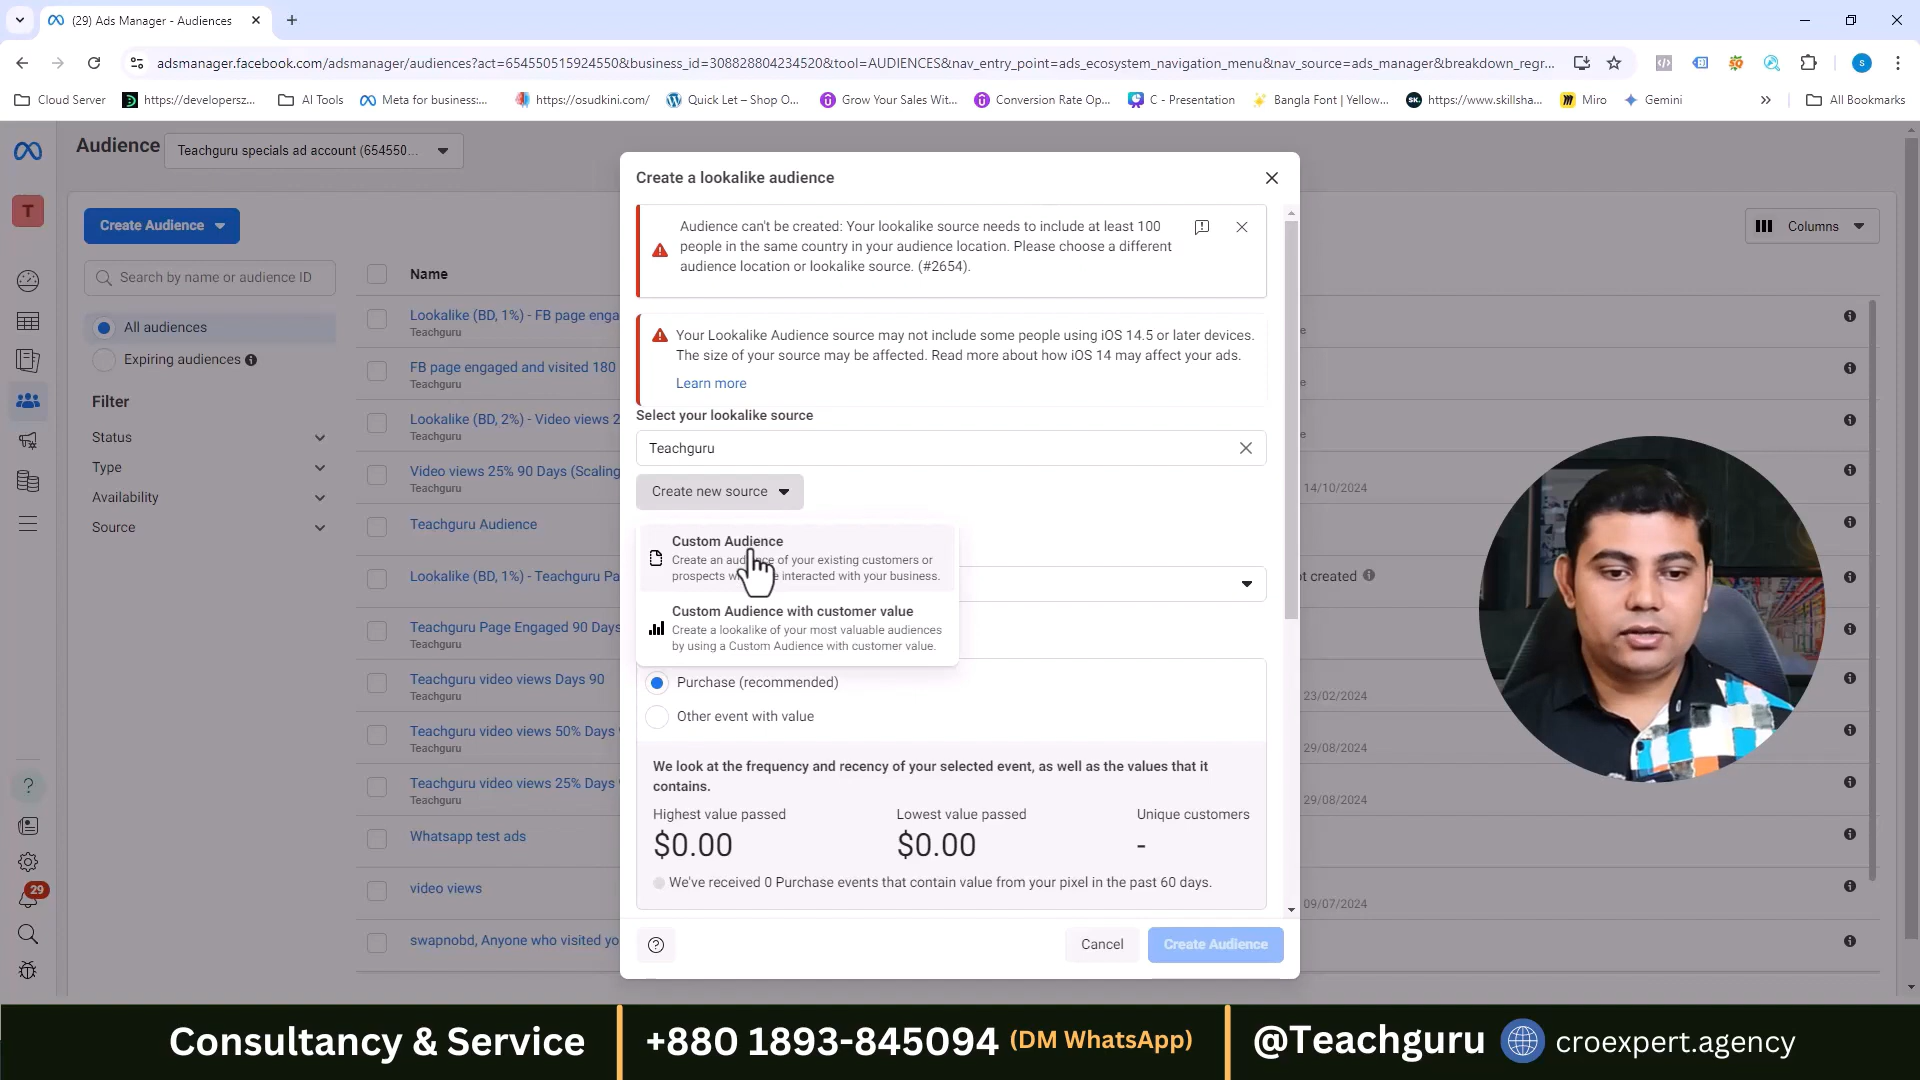 (29) Ads Manager - Audiences
adsmanager.facebook.com/adsmanager/audiences?act=654550515924550&business_id=308828804234520&tool=AUDIENCES&nav_entry_point=ads_ecosystem_navigation_menu&nav_source=ads_manager&breakdown_regr...
S
Cloud Server
https://developersz...
AI Tools
Meta for business:...
https://osudkini.com/
Quick Let – Shop O...
Grow Your Sales Wit...
Conversion Rate Op...
C - Presentation
Bangla Font | Yellow...
SK.
https://www.skillsha...
Miro
Gemini
All Bookmarks
Audience
Teachguru specials ad account (654550...
T
Create Audience
Columns
Search by name or audience ID
All audiences
Expiring audiences
Filter
Status
Type
Availability
Source
29
Name
Lookalike (BD, 1%) - FB page enga
Teachguru
FB page engaged and visited 180
Teachguru
Lookalike (BD, 2%) - Video views 2
Teachguru
Video views 25% 90 Days (Scaling
Teachguru
14/10/2024
Teachguru Audience
Lookalike (BD, 1%) - Teachguru Pa
Teachguru
ot created
Teachguru Page Engaged 90 Days
Teachguru
Teachguru video views Days 90
Teachguru
23/02/2024
Teachguru video views 50% Days
Teachguru
29/08/2024
Teachguru video views 25% Days
Teachguru
29/08/2024
Whatsapp test ads
video views
09/07/2024
swapnobd, Anyone who visited yo
Create a lookalike audience
Audience can't be created: Your lookalike source needs to include at least 100
people in the same country in your audience location. Please choose a different
audience location or lookalike source. (#2654).
Your Lookalike Audience source may not include some people using iOS 14.5 or later devices.
The size of your source may be affected. Read more about how iOS 14 may affect your ads.
Learn more
Select your lookalike source
Teachguru
Create new source
Custom Audience
Create an audience of your existing customers or
prospects interacted with your business.
Custom Audience with customer value
Create a lookalike of your most valuable audiences
by using a Custom Audience with customer value.
Purchase (recommended)
Other event with value
We look at the frequency and recency of your selected event, as well as the values that it
contains.
Highest value passed
Lowest value passed
Unique customers
$0.00
$0.00
-
We've received 0 Purchase events that contain value from your pixel in the past 60 days.
Cancel
Create Audience
Consultancy & Service
+880 1893-845094 (DM WhatsApp)
@Teachguru
croexpert.agency